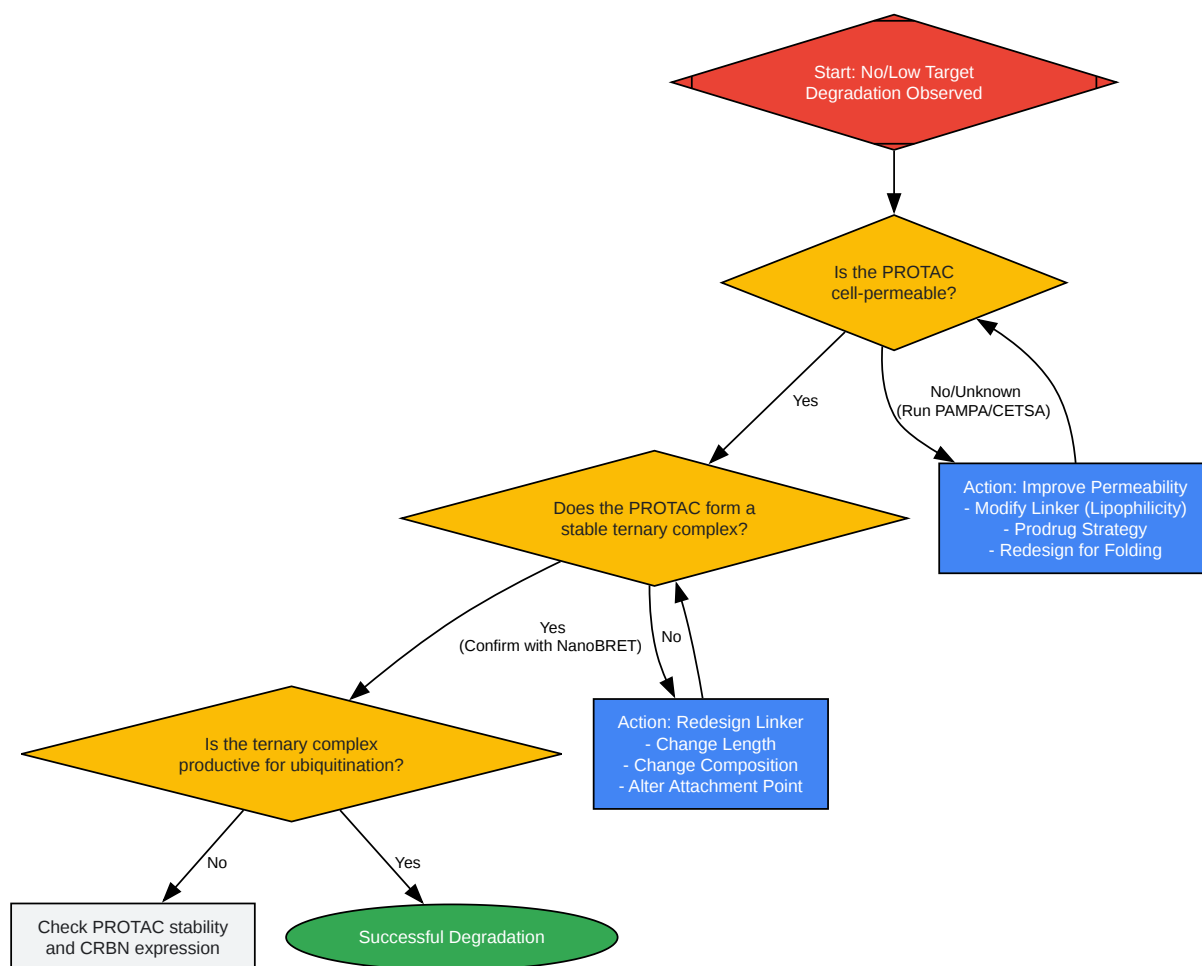 Start: No/Low Target
Degradation Observed
Is the PROTAC
cell-permeable?
Yes
No/Unknown
(Run PAMPA/CETSA)
Action: Improve Permeability
- Modify Linker (Lipophilicity)
- Prodrug Strategy
- Redesign for Folding
Does the PROTAC form a
stable ternary complex?
Yes
(Confirm with NanoBRET)
No
Action: Redesign Linker
- Change Length
- Change Composition
- Alter Attachment Point
Is the ternary complex
productive for ubiquitination?
No
Yes
Check PROTAC stability
and CRBN expression
Successful Degradation